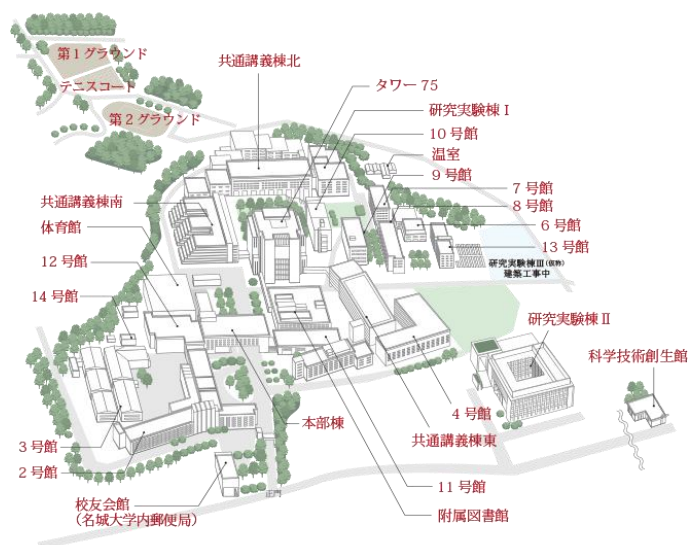 第1グラウンド
共通講義棟北
タワー75
テニスコート
研究実験棟Ⅰ
第2グラウンド
10号館
温室
9号館
7号館
共通講義棟南
8号館
体育館
6号館
12号館
13号館
研究実験棟Ⅲ(仮称)
建築工事中
14号館
研究実験棟Ⅱ
科学技術創生館
4号館
本部棟
共通講義棟東
3号館
2号館
11号館
校友会館
(名城大学内郵便局)
附属図書館
正門